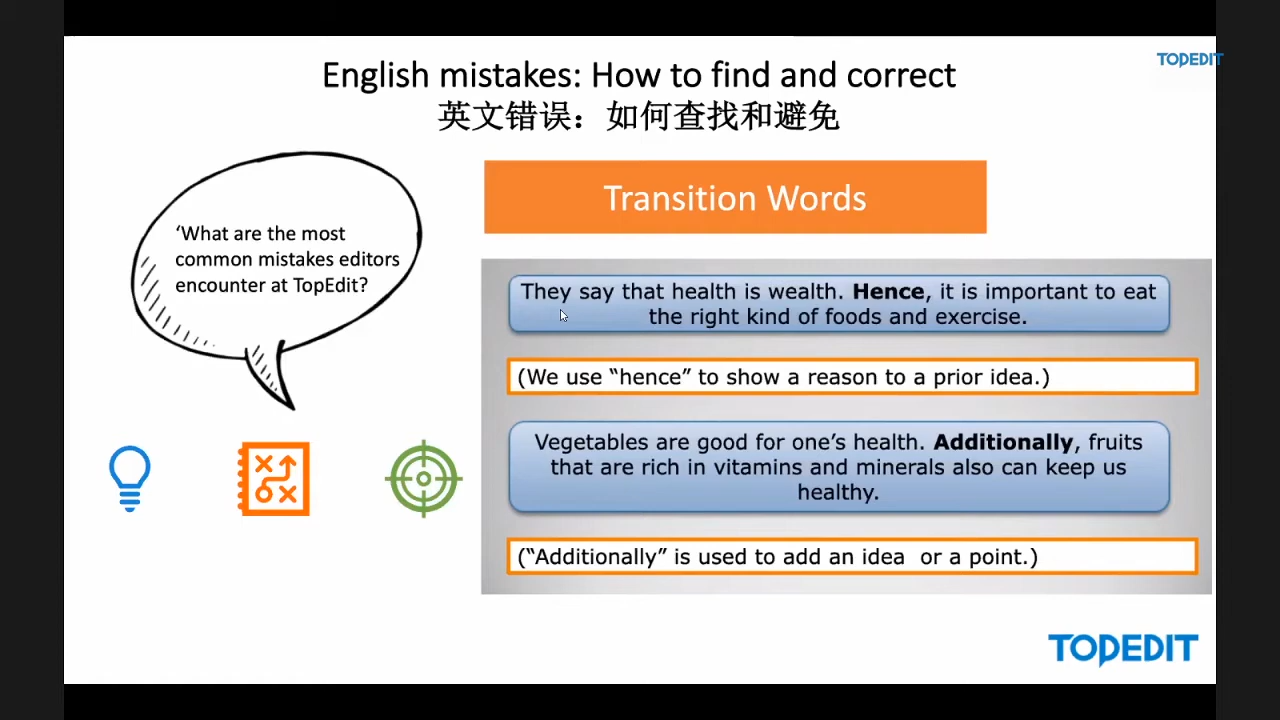 English mistakes: How to find and correct
TOPEDIT
英文错误：如何查找和避免
Transition Words
‘What are the most
common mistakes editors
encounter at TopEdit?
They say that health is wealth. Hence, it is important to eat
the right kind of foods and exercise.
(We use “hence” to show a reason to a prior idea.)
Vegetables are good for one’s health. Additionally, fruits
that are rich in vitamins and minerals also can keep us
healthy.
(“Additionally” is used to add an idea  or a point.)
TOPEDIT